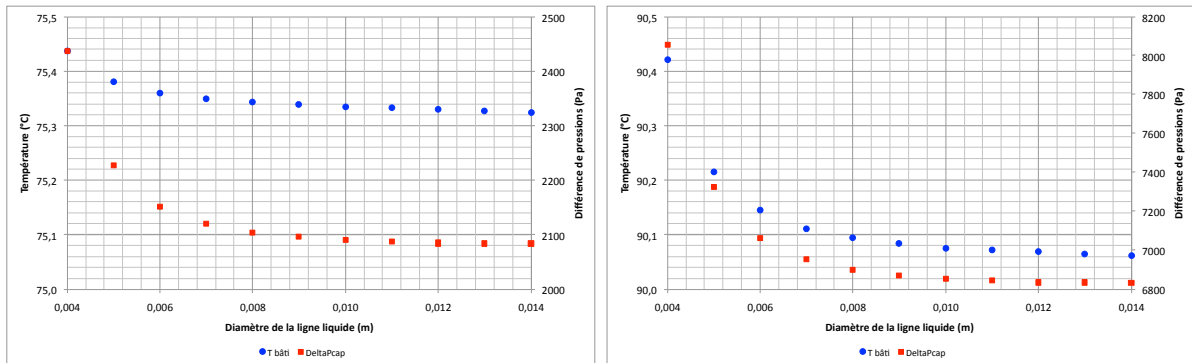 75,5
75,4
75,3
75,2
75,1
75,0
Température (°C)
2500
2400
2300
2200
2100
2000
Différence de pressions (Pa)
0,004 0,006 0,008 0,010 0,012 0,014
Diamètre de la ligne liquide (m)
T bâti DeltaPcap
90,5
90,4
90,3
90,2
90,1
90,0
Température (°C)
8200
8000
7800
7600
7400
7200
7000
6800
Différence de pressions (Pa)
0,004 0,006 0,008 0,010 0,012 0,014
Diamètre de la ligne liquide (m)
T bâti DeltaPcap